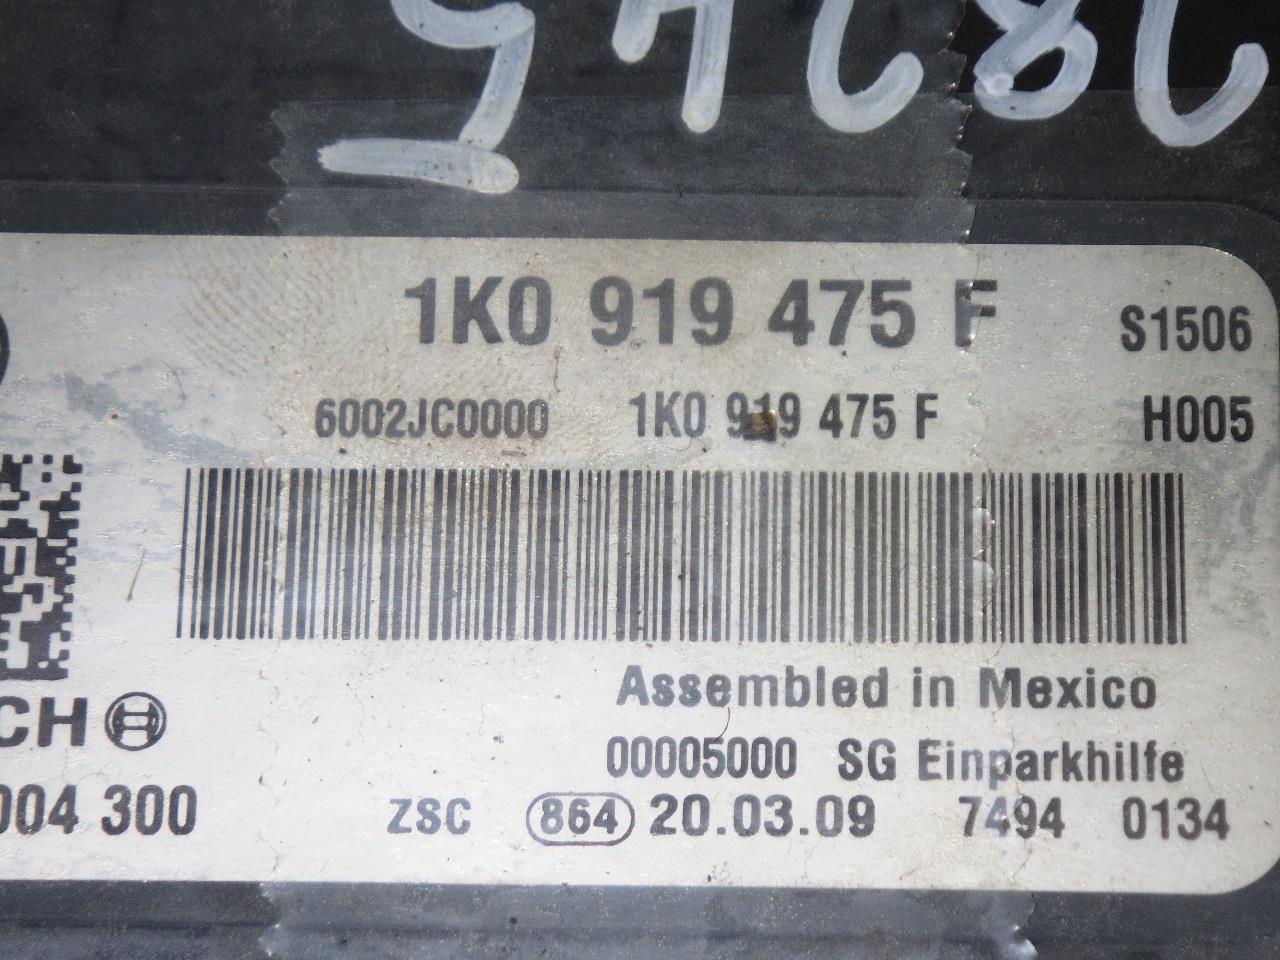 1K0 919 475 F
S1506
6002JC0000 1K0 919 475 F H005
Assembled in Mexico
CH
00005000 SG Einparkhilfe
004 300 ZSC 864 20.03.09 7494 0134